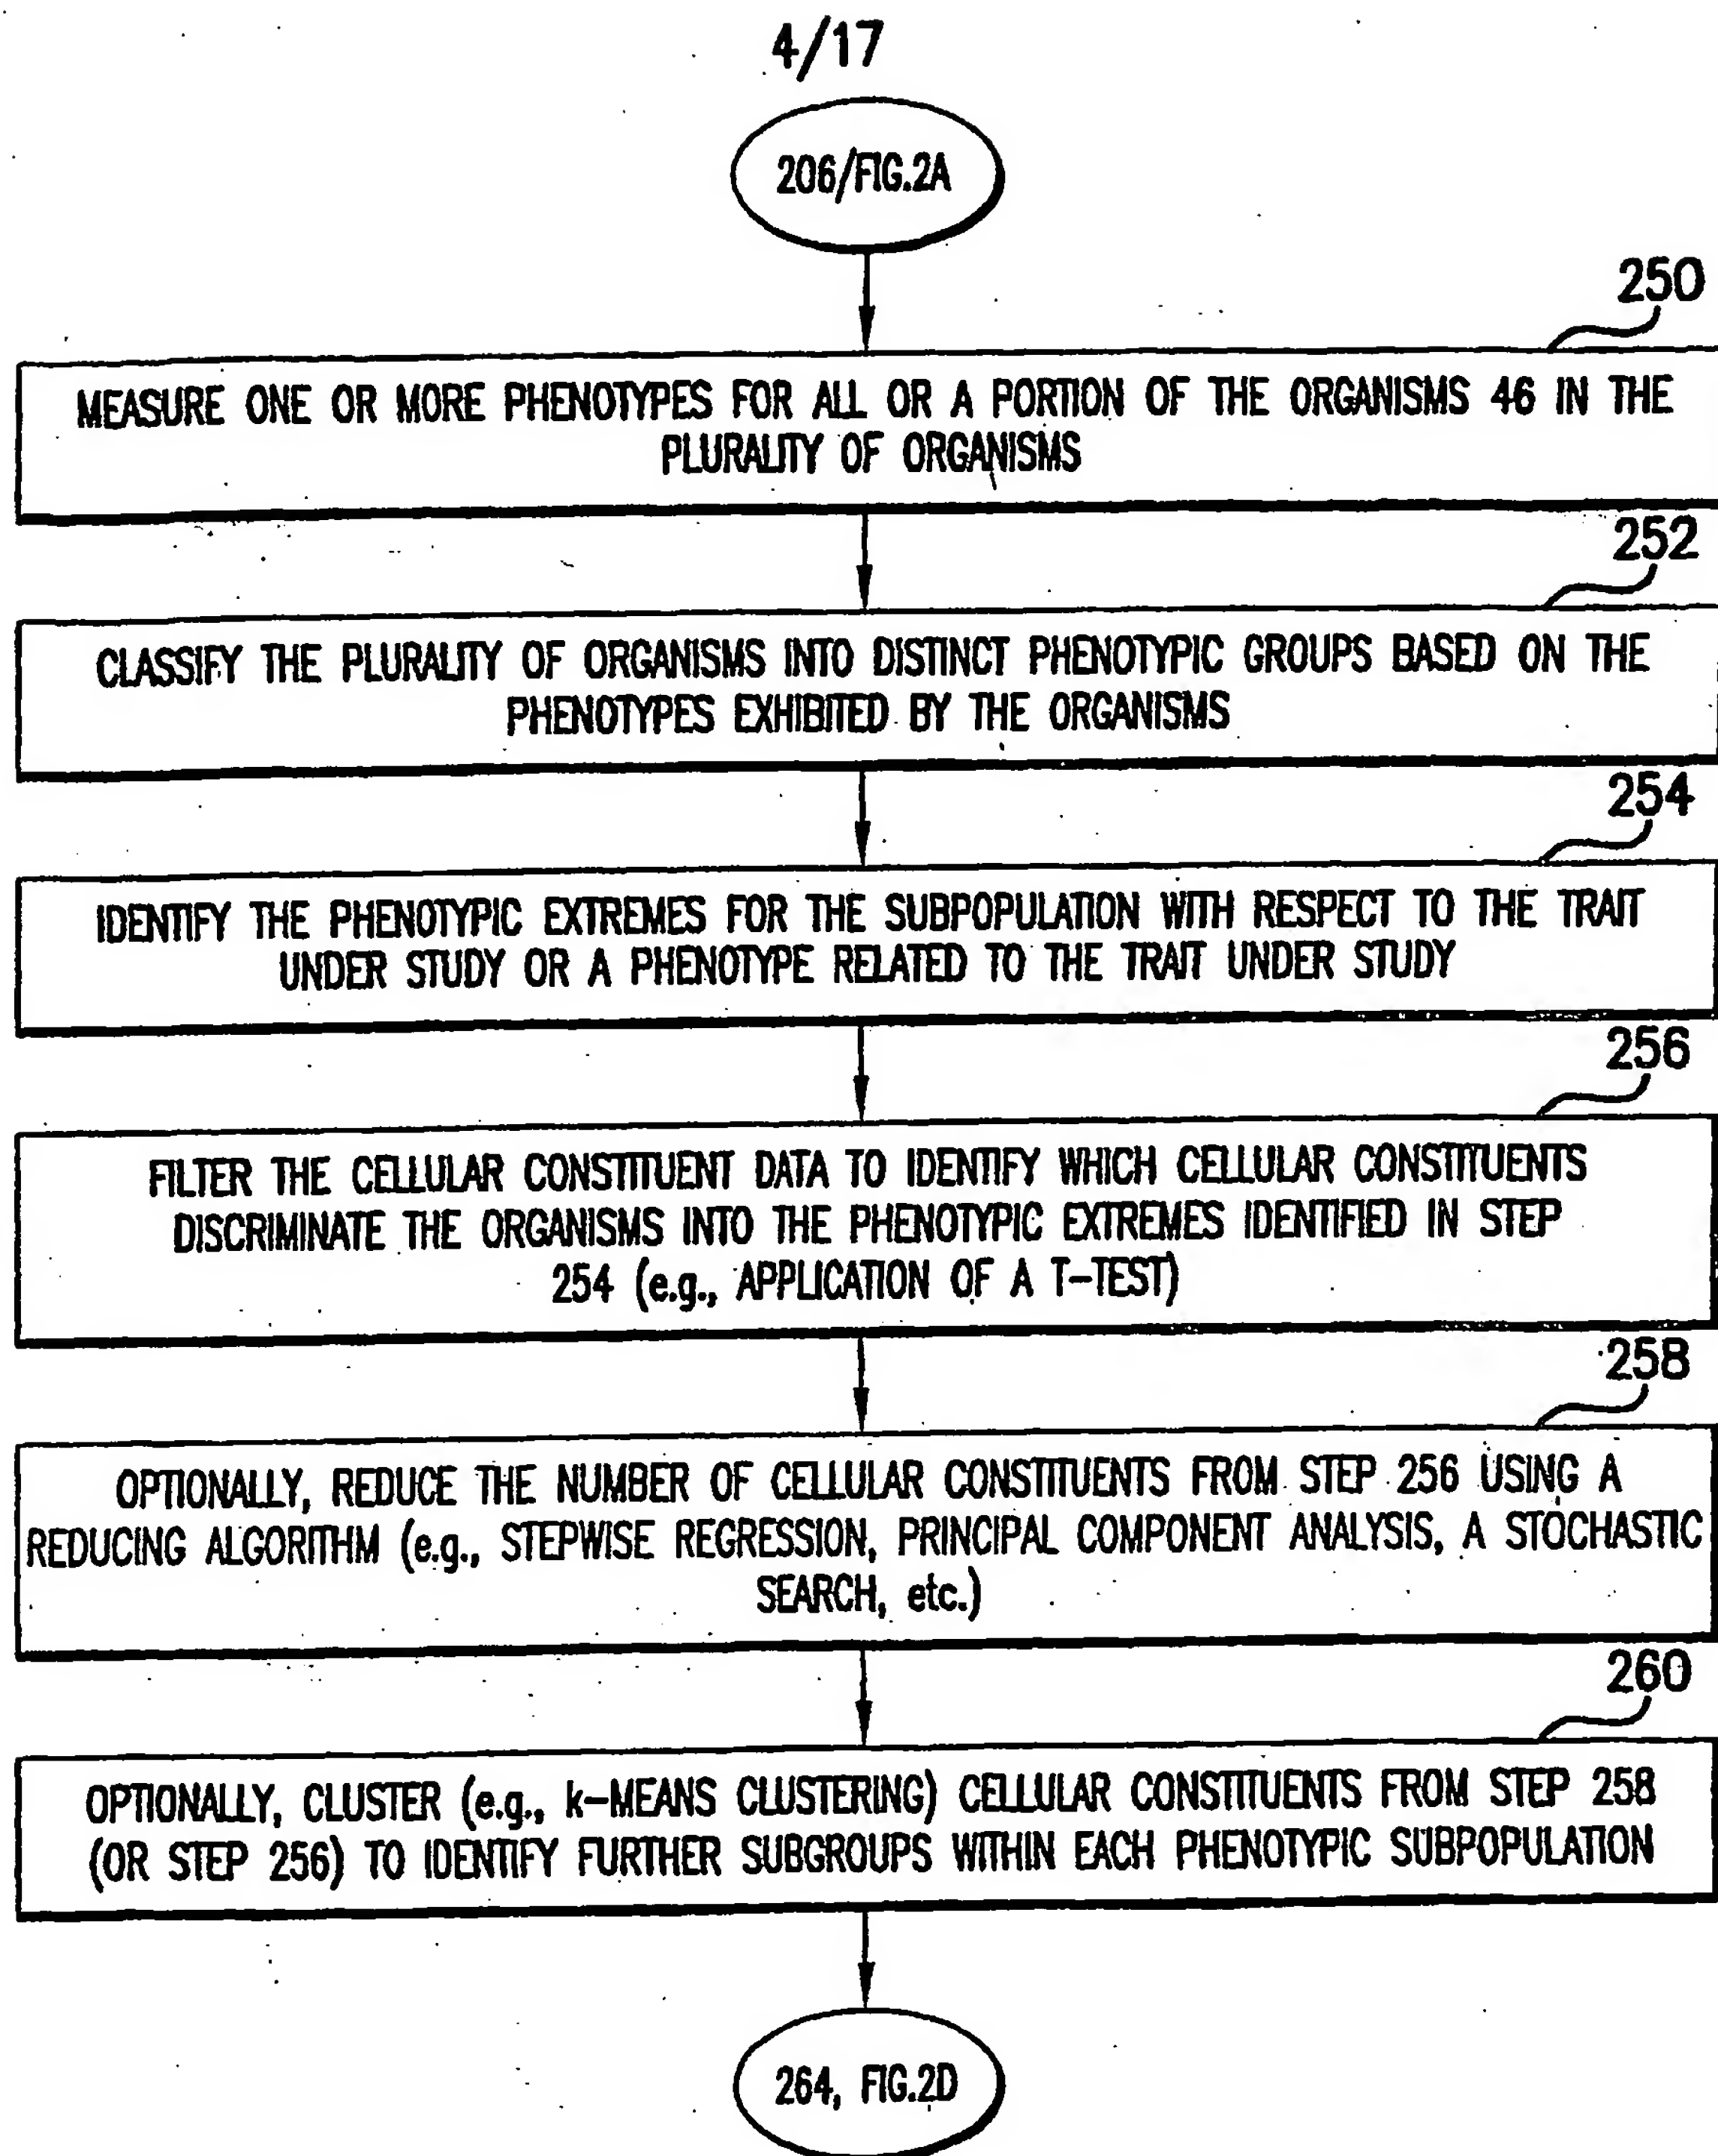 4/17
206/FIG.2A
250
MEASURE ONE OR MORE PHENOTYPES FOR ALL OR A PORTION OF THE ORGANISMS 46 IN THE
PLURALITY OF ORGANISMS
252
CLASSIFY THE PLURALITY OF ORGANISMS INTO DISTINCT PHENOTYPIC GROUPS BASED ON THE
PHENOTYPES EXHIBITED BY THE ORGANISMS
254
IDENTIFY THE PHENOTYPIC EXTREMES FOR THE SUBPOPULATION WITH RESPECT TO THE TRAIT
UNDER STUDY OR A PHENOTYPE RELATED TO THE TRAIT UNDER STUDY
256
FILTER THE CELLULAR CONSTITUENT DATA TO IDENTIFY WHICH CELLULAR CONSTITUENTS
DISCRIMINATE THE ORGANISMS INTO THE PHENOTYPIC EXTREMES IDENTIFIED IN STEP
254 (e.g., APPLICATION OF A T-TEST)
258
OPTIONALLY, REDUCE THE NUMBER OF CELLULAR CONSTITUENTS FROM STEP 256 USING A
REDUCING ALGORITHM (e.g., STEPWISE REGRESSION, PRINCIPAL COMPONENT ANALYSIS, A STOCHASTIC
SEARCH, etc.)
260
OPTIONALLY, CLUSTER (e.g., k-MEANS CLUSTERING) CELLULAR CONSTITUENTS FROM STEP 258
(OR STEP 256) TO IDENTIFY FURTHER SUBGROUPS WITHIN EACH PHENOTYPIC SUBPOPULATION
264, FIG.2D